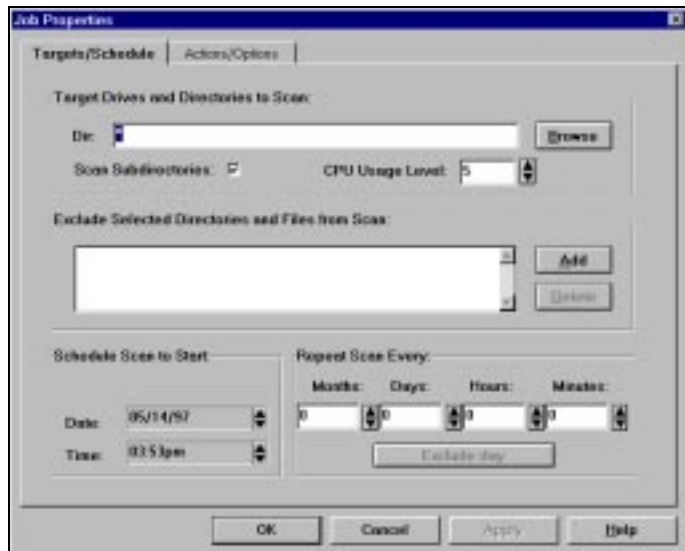 Job Properties
Targets/Schedule Actions/Options
Target Drives and Directories to Scan:
Dir: * Browse
Scan Subdirectories: CPU Usage Level: 5
Exclude Selected Directories and Files from Scan:
Add
Delete
Schedule Scan to Start Repeat Scan Every:
Months: Days: Hours: Minutes:
Date: 05/14/97 0 0 0 0
Time: 03:53pm Exclude day
OK Cancel Apply Help